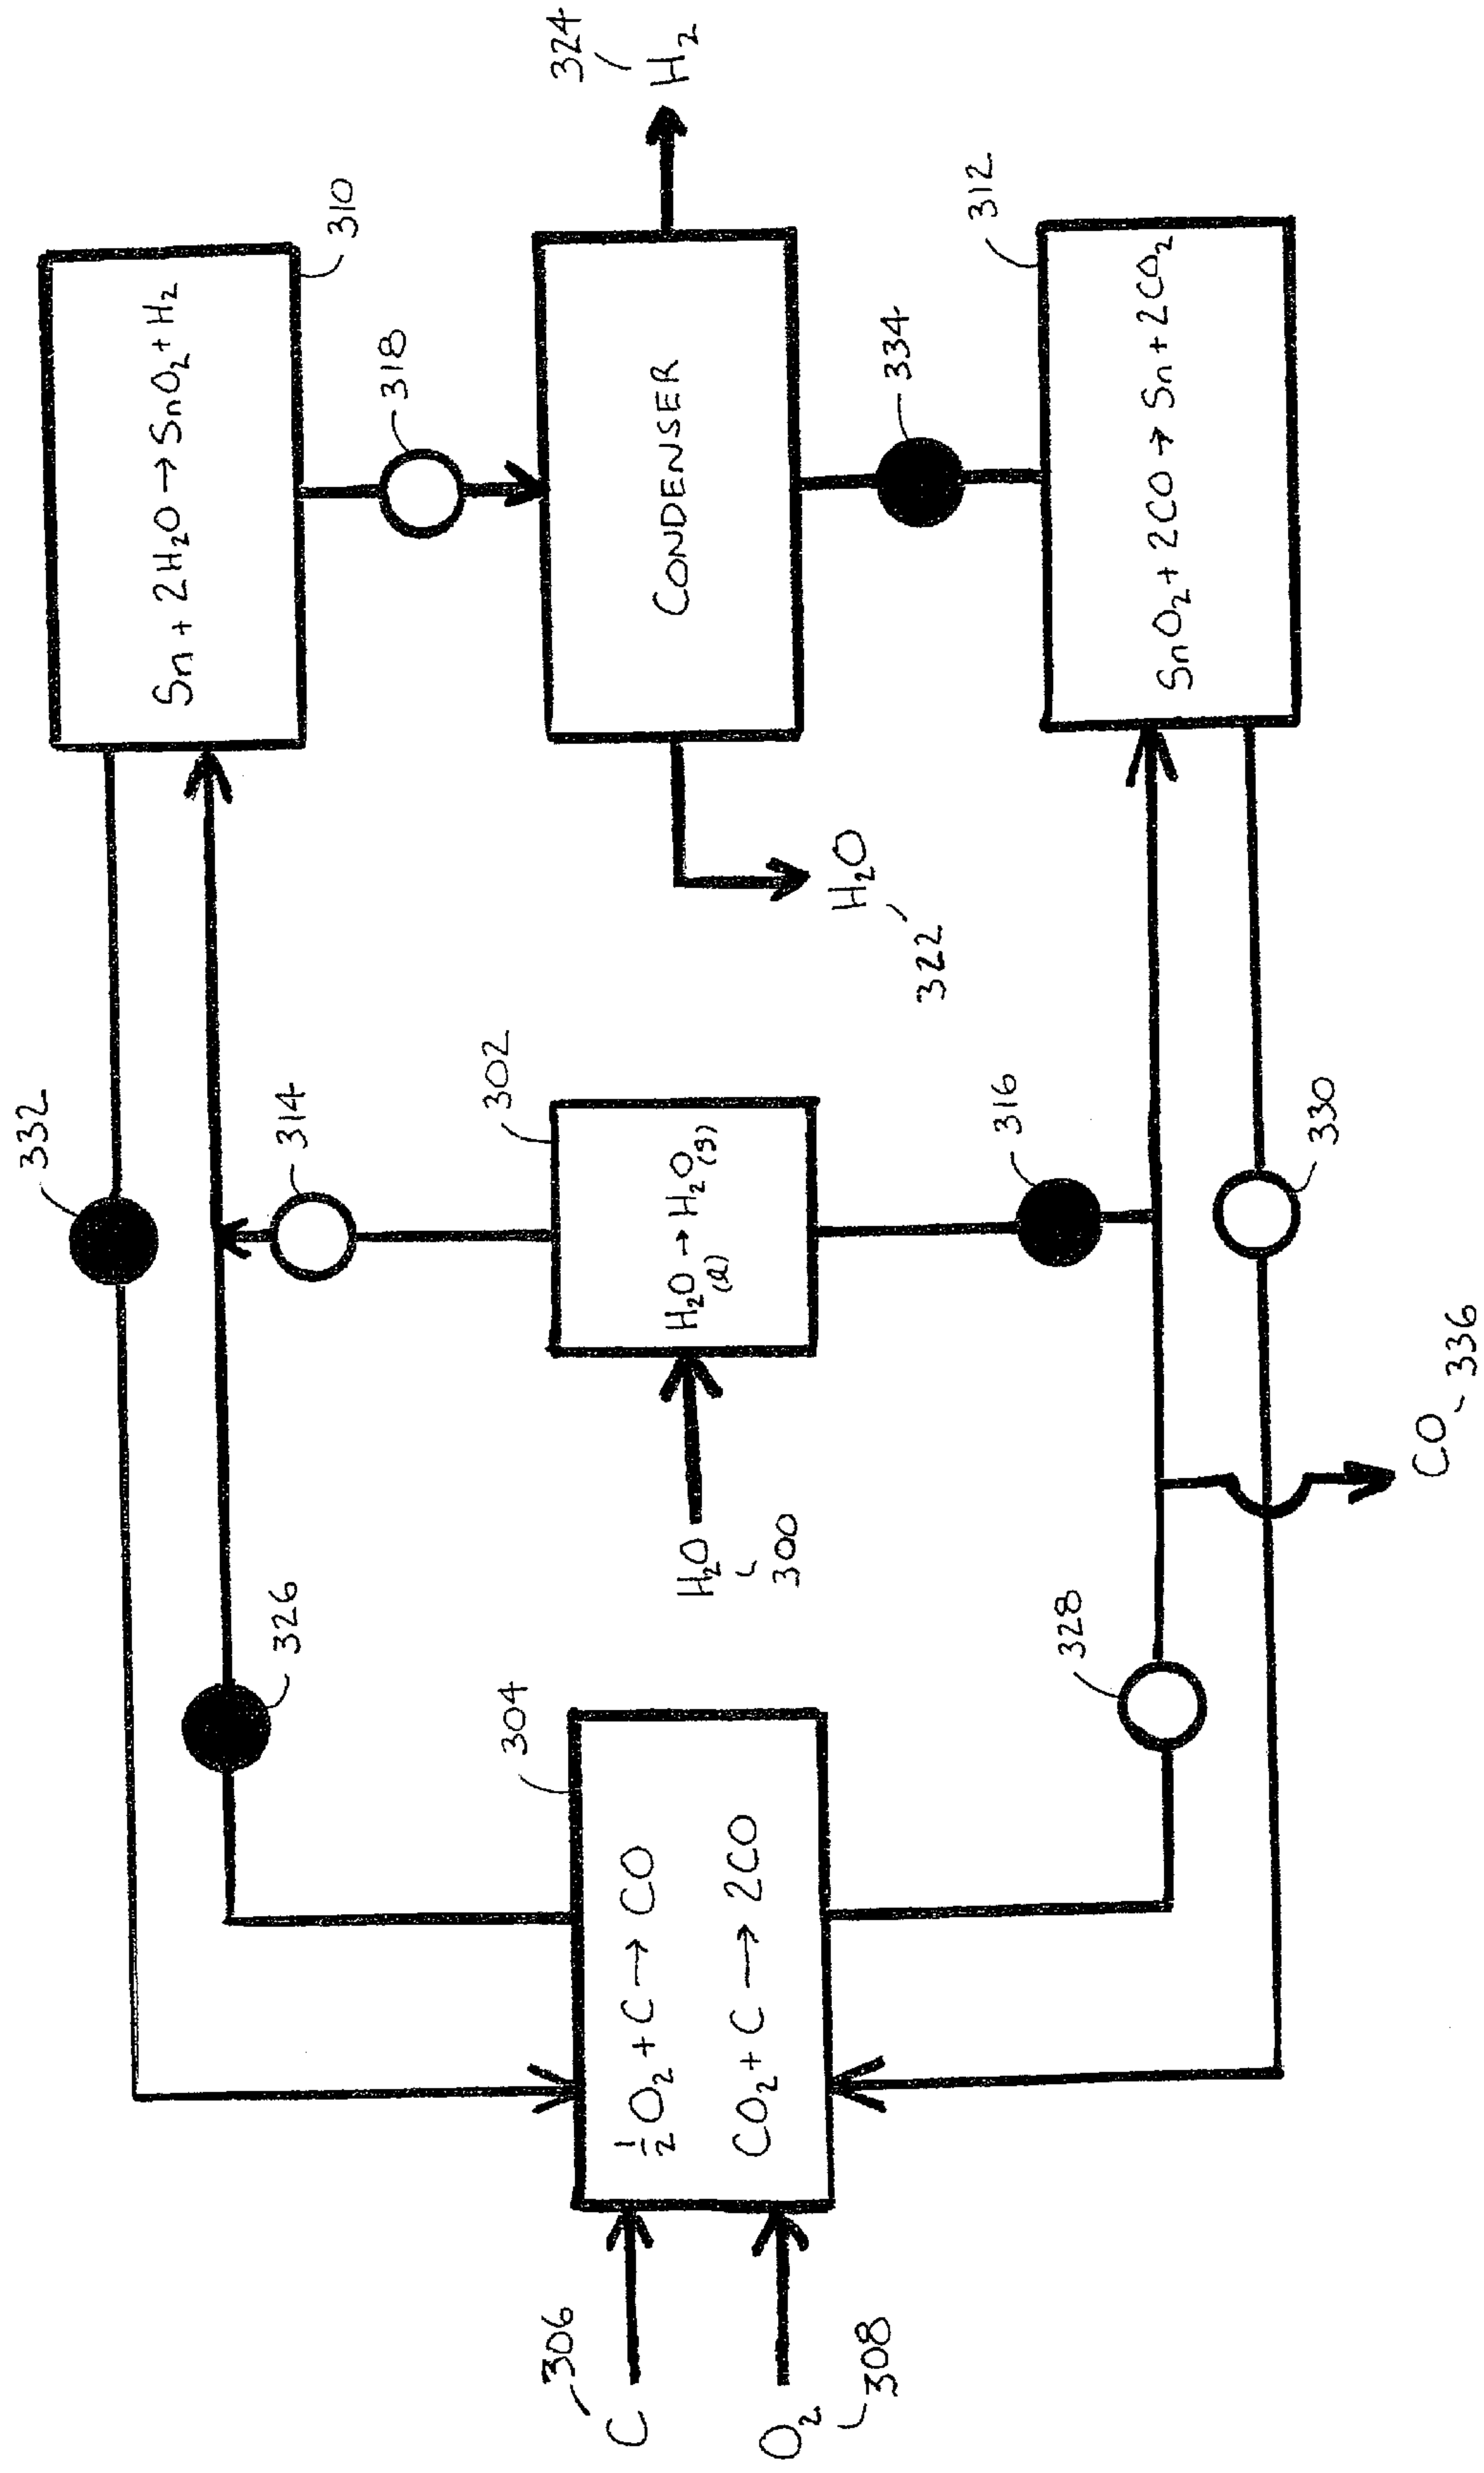 332
Sn + 2H₂O → SnO₂ + H₂
326
314
310
318
304
302
306
324
C
½O₂ + C → CO
H₂O
H₂O(ℓ) → H₂O(g)
CONDENSER
H₂
CO₂ + C → 2CO
300
O₂
308
H₂O
322
334
328
316
312
SnO₂ + 2CO → Sn + 2CO₂
330
CO
336